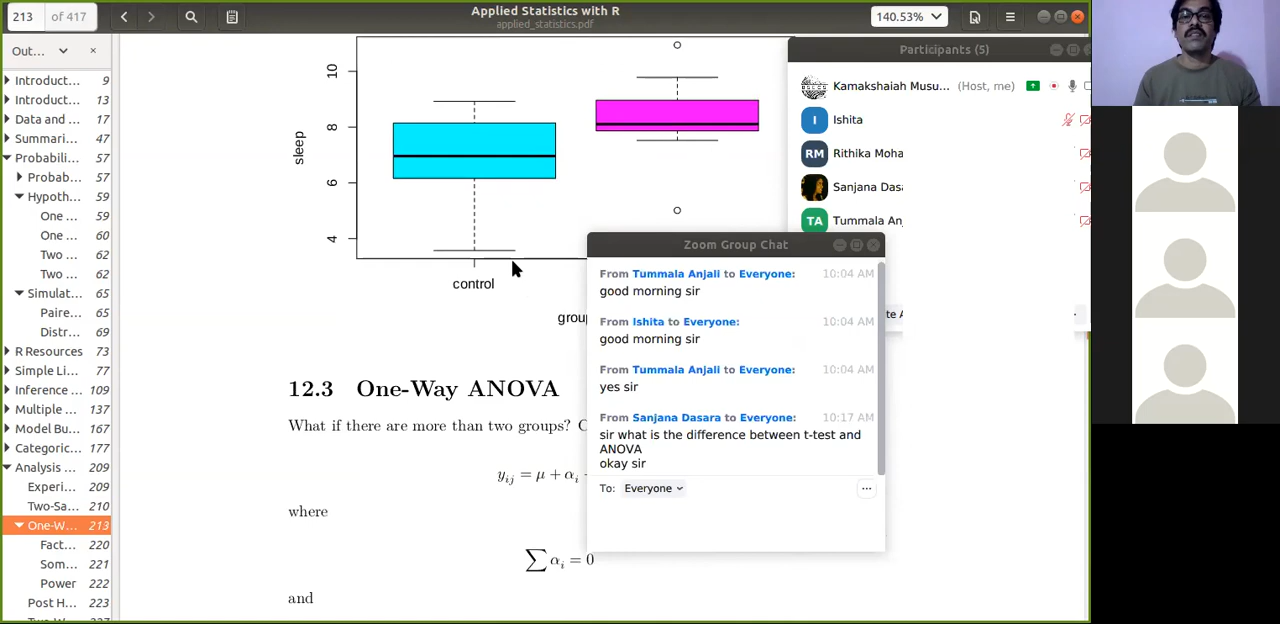 213 of 417
Applied Statistics with R
applied_statistics.pdf
140.53%
Out...
Introduct... 9
Introduct... 13
Data and ... 17
Summari... 47
Probabili... 57
Probab... 57
Hypoth... 59
One ... 59
One ... 60
Two ... 62
Two ... 62
Simulat... 65
Paire... 65
Distr... 69
R Resources 73
Simple Li... 77
Inference ... 109
Multiple ... 137
Model Bu... 167
Categoric... 177
Analysis ... 209
Experi... 209
Two-Sa... 210
One-W... 213
Fact... 220
Som... 221
Power 222
Post H... 223
sleep
10
8
6
4
control
12.3 One-Way ANOVA
What if there are more than two groups?
y_{ij} = μ + α_i
where
∑ α_i = 0
and
Participants (5)
Kamakshaiah Musu... (Host, me)
I Ishita
RM Rithika Moha
Sanjana Dasa
TA Tummala An
Zoom Group Chat
From Tummala Anjali to Everyone: 10:04 AM
good morning sir
From Ishita to Everyone: 10:04 AM
good morning sir
From Tummala Anjali to Everyone: 10:04 AM
yes sir
From Sanjana Dasara to Everyone: 10:17 AM
sir what is the difference between t-test and
ANOVA
okay sir
To: Everyone
...